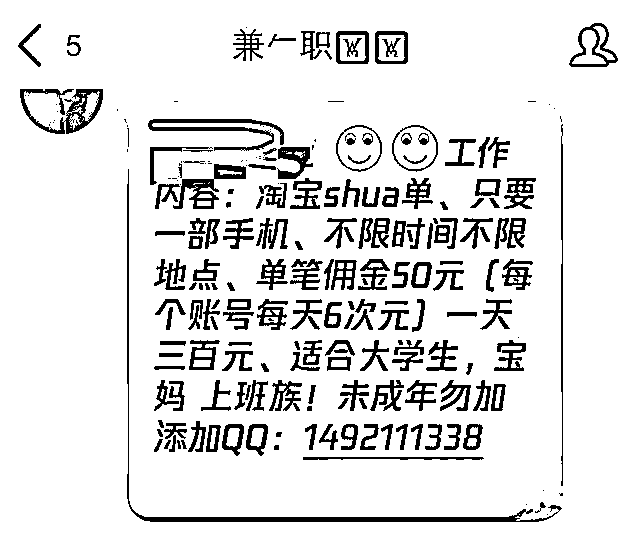 5 兼亠职
工作
内容：淘宝shua单、只要
一部手机、不限时间不限
地点、单笔佣金50元（每
个账号每天6次元）一天
三百元、适合大学生，宝
妈 上班族！未成年勿加
添加QQ：1492111338